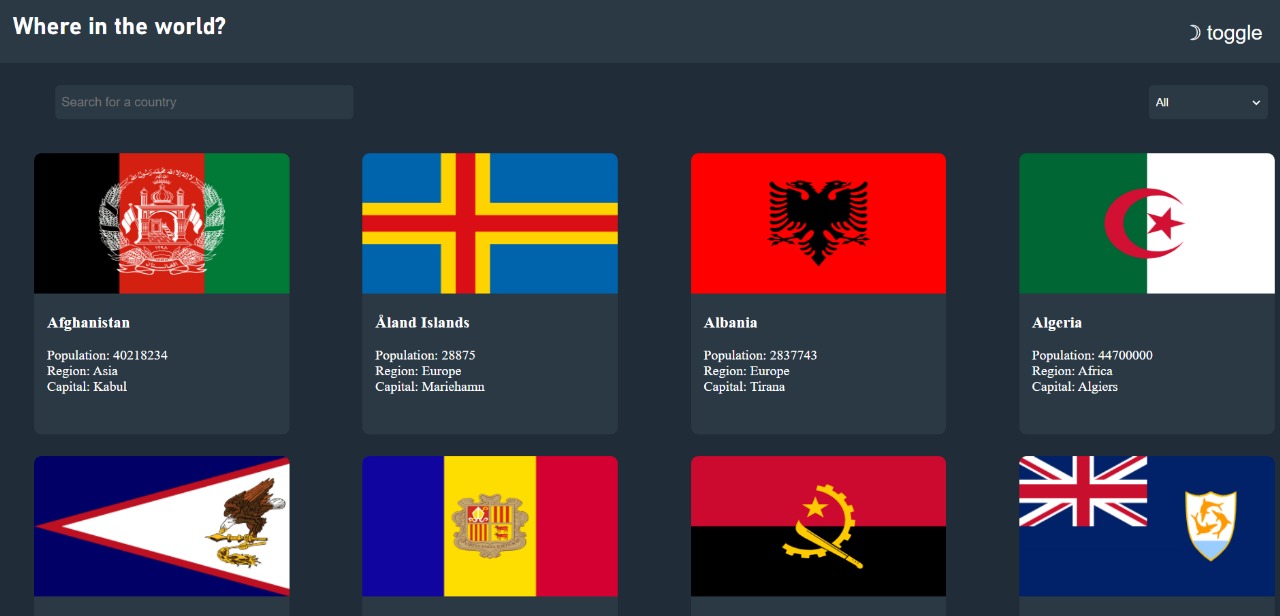 Where in the world?
☽ toggle
Search for a country
All
Afghanistan
Population: 40218234
Region: Asia
Capital: Kabul
Åland Islands
Population: 28875
Region: Europe
Capital: Mariehamn
Albania
Population: 2837743
Region: Europe
Capital: Tirana
Algeria
Population: 44700000
Region: Africa
Capital: Algiers